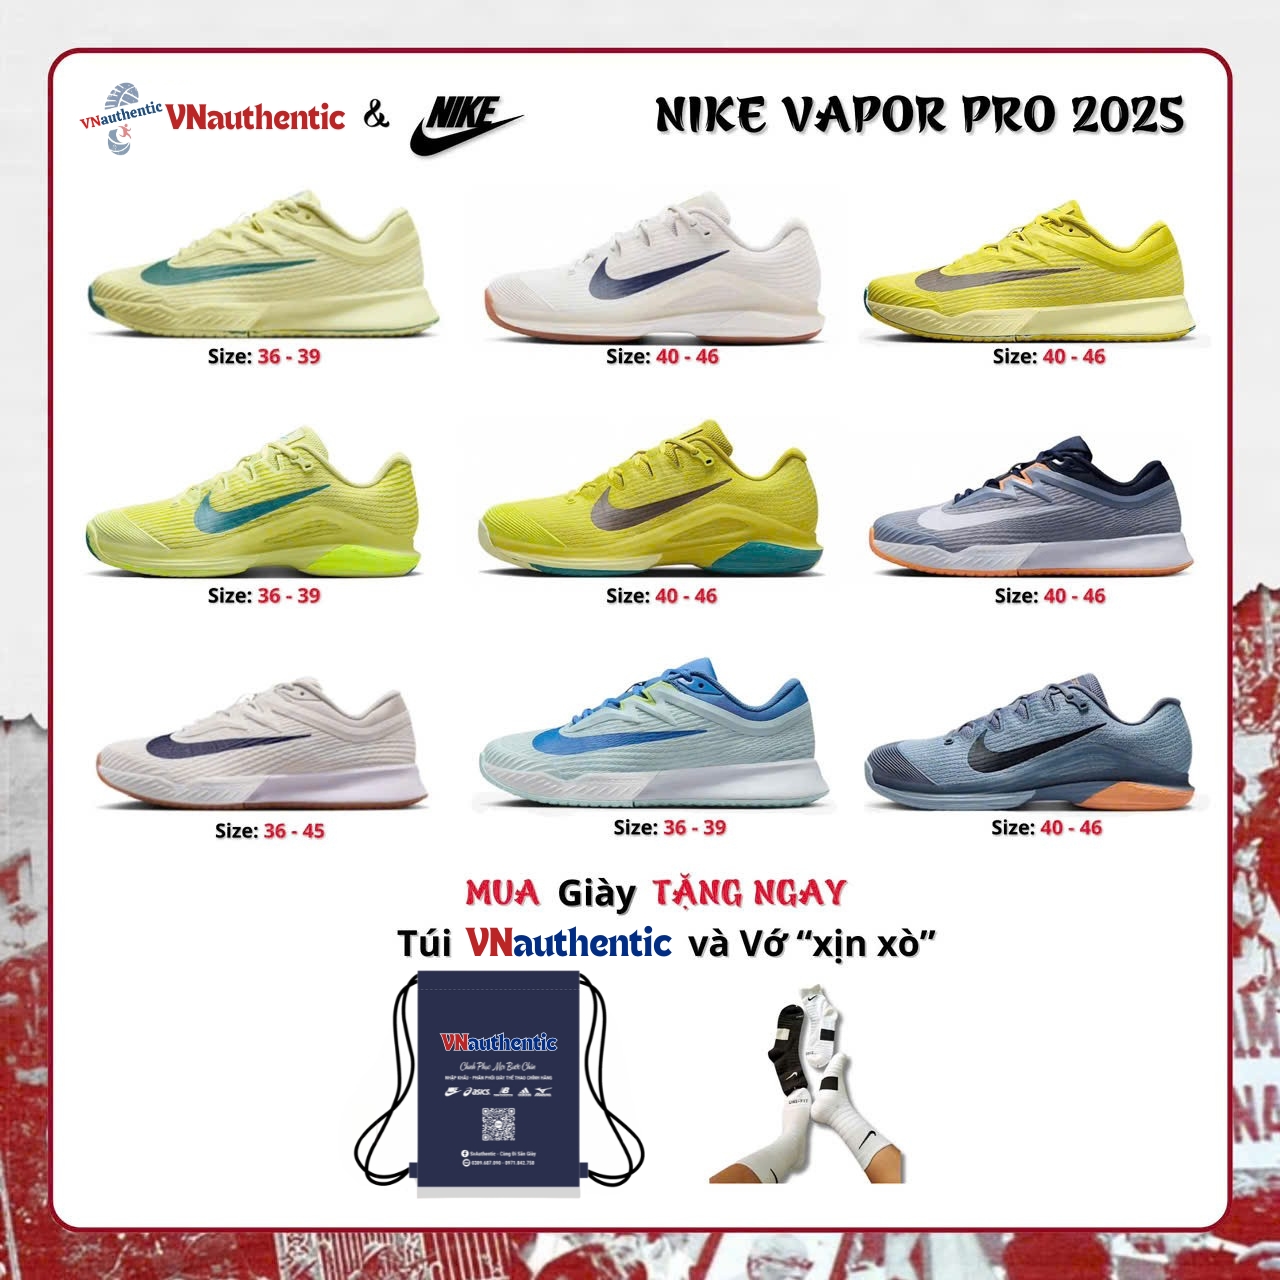 VNauthentic VNauthentic & NIKE NIKE VAPOR PRO 2025
Size: 36 - 39
Size: 40 - 46
Size: 40 - 46
Size: 36 - 39
Size: 40 - 46
Size: 40 - 46
Size: 36 - 45
Size: 36 - 39
Size: 40 - 46
MUA Giày TẶNG NGAY
Túi VNauthentic và Vớ “xịn xò”
VNauthentic
Chinh Phục Mọi Bước Chân
NHẬP KHẨU - PHÂN PHỐI GIÀY THỂ THAO CHÍNH HÃNG
asics